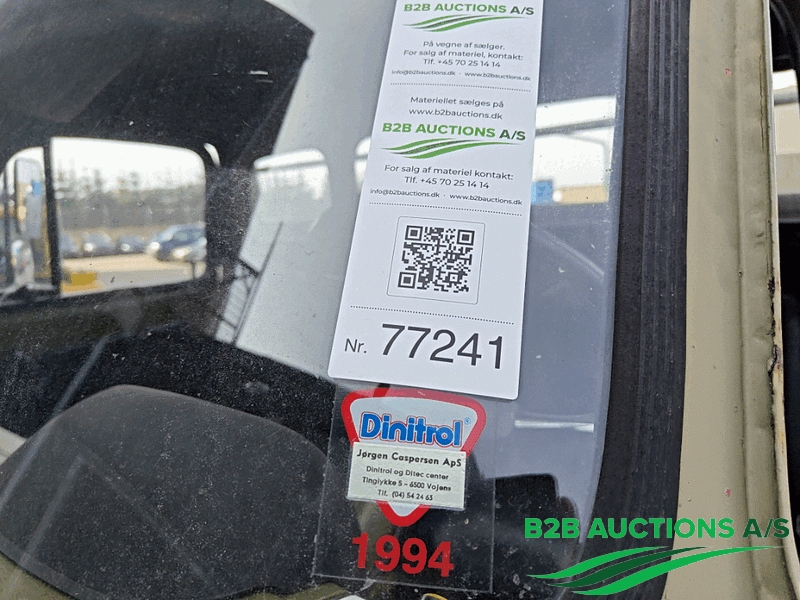 B2B AUCTIONS A/S
På vegne af sælger.
For salg af materiel, kontakt:
Tlf. +45 70 25 14 14
info@b2bauctions.dk · www.b2bauctions.dk
Materiellet sælges på
www.b2bauctions.dk
B2B AUCTIONS A/S
For salg af materiel kontakt:
Tlf. +45 70 25 14 14
info@b2bauctions.dk · www.b2bauctions.dk
Nr. 77241
Dinitrol®
Jørgen Caspersen ApS
Dinitrol og Ditec center
Tinglykke 5 - 6500 Vojens
Tlf. (04) 54 24 63
1994
B2B AUCTIONS A/S